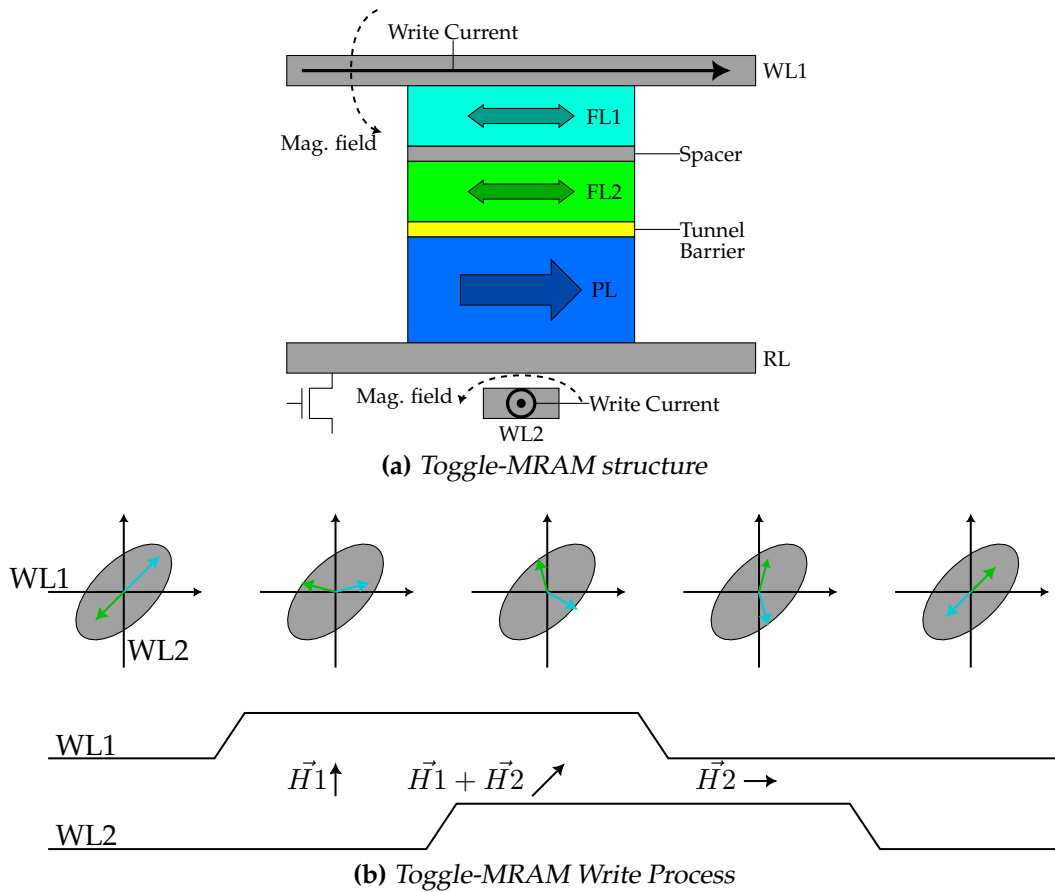 Write Current
WL1
FL1
Mag. field
Spacer
FL2
Tunnel
Barrier
PL
RL
Mag. field
Write Current
WL2
(a) Toggle-MRAM structure
WL1
WL2
WL1
H⃗1
H⃗1 + H⃗2
H⃗2
WL2
(b) Toggle-MRAM Write Process